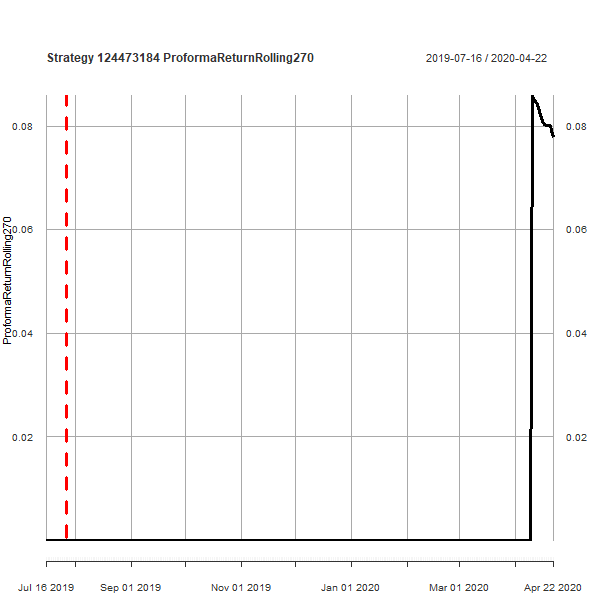 Strategy 124473184 ProformaReturnRolling270
2019-07-16 / 2020-04-22
ProformaReturnRolling270
0.08
0.06
0.04
0.02
0.08
0.06
0.04
0.02
Jul 16 2019
Sep 01 2019
Nov 01 2019
Jan 01 2020
Mar 01 2020
Apr 22 2020